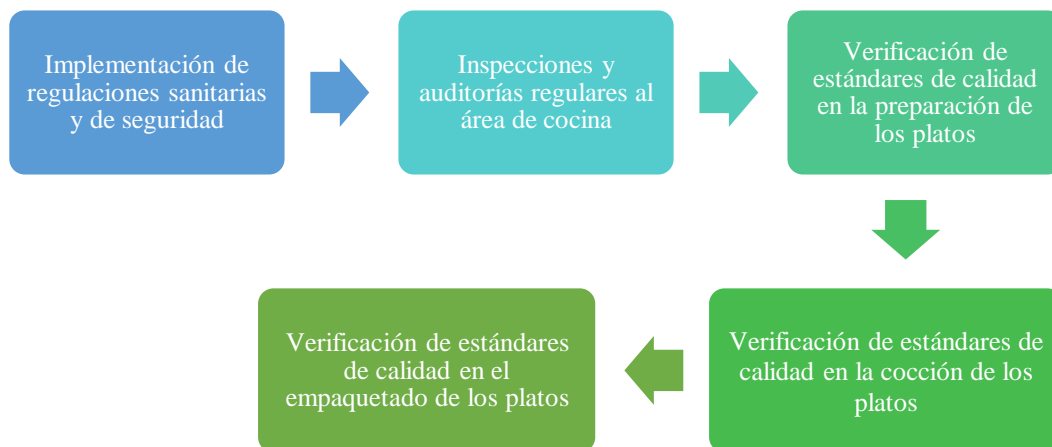 Implementación de
regulaciones sanitarias
y de seguridad
Inspecciones y
auditorías regulares al
área de cocina
Verificación de
estándares de calidad
en la preparación de
los platos
Verificación de estándares de
calidad en la cocción de los
platos
Verificación de estándares
de calidad en el
empaquetado de los platos